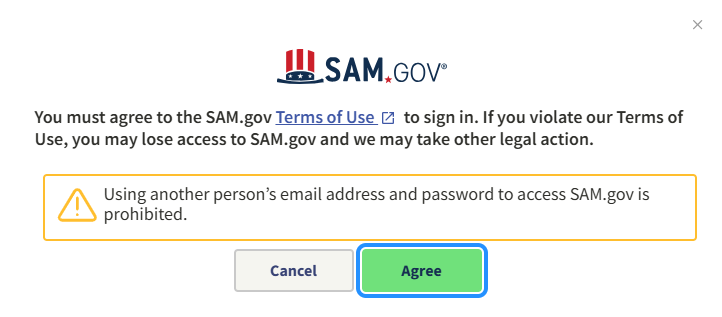 SAM.GOV®
You must agree to the SAM.gov Terms of Use to sign in. If you violate our Terms of
Use, you may lose access to SAM.gov and we may take other legal action.
Using another person’s email address and password to access SAM.gov is
prohibited.
Cancel Agree